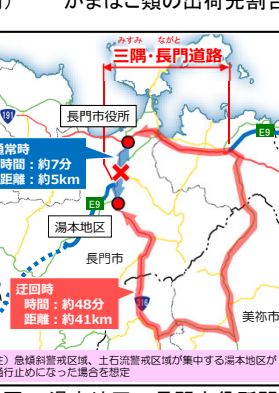 かまぼこ類の出荷先割合
みすみ ながと
三隅・長門道路
191
長門市役所
E9
通常時
時間:約7分
距離:約5km
E9
湯本地区
長門市
迂回時
時間:約48分
距離:約41km
316
美祢市
注)急傾斜警戒区域、土石流警戒区域が集中する湯本地区が
通行止めになった場合を想定